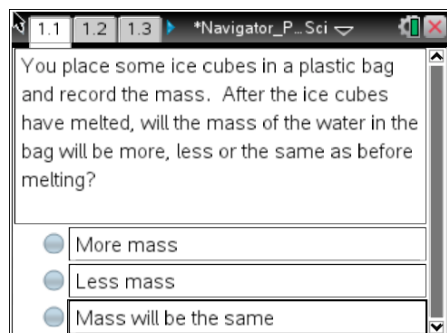 1.1 1.2 1.3 *Navigator_P...Sci
You place some ice cubes in a plastic bag
and record the mass. After the ice cubes
have melted, will the mass of the water in the
bag will be more, less or the same as before
melting?
More mass
Less mass
Mass will be the same